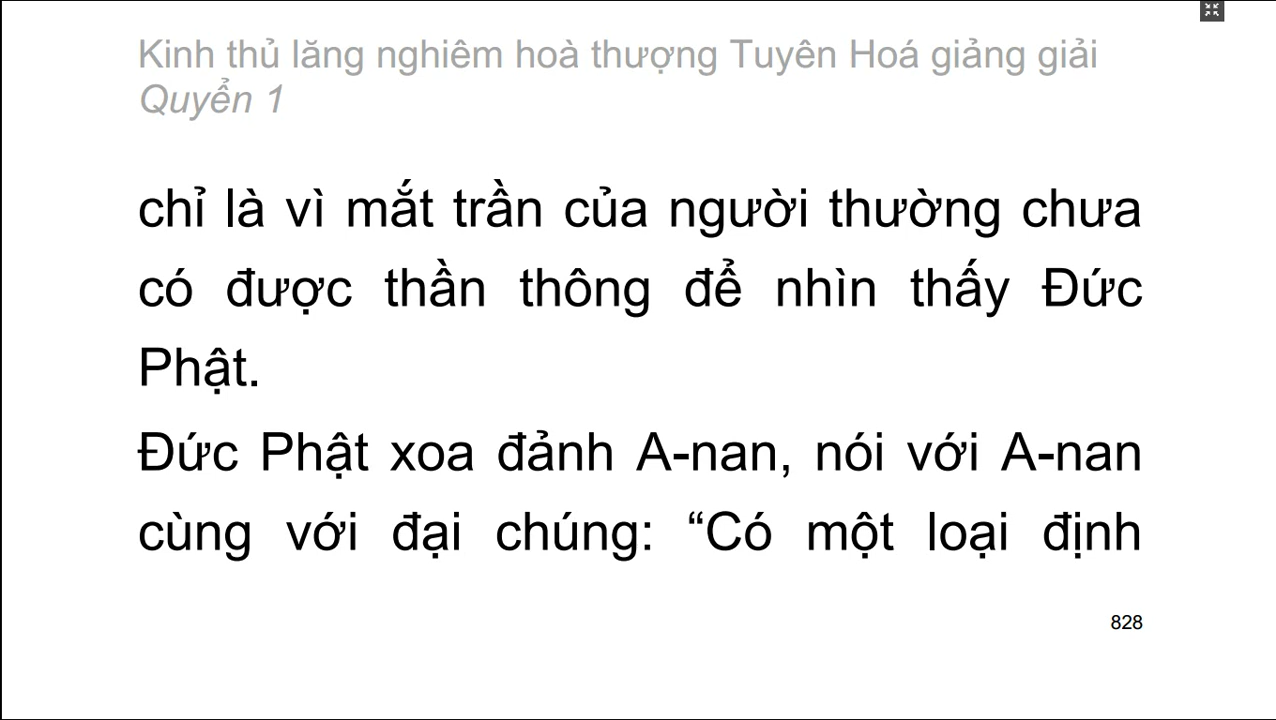 Kinh thủ lăng nghiêm hoà thượng Tuyên Hoá giảng giải
Quyển 1
chỉ là vì mắt trần của người thường chưa
có được thần thông để nhìn thấy Đức
Phật.
Đức Phật xoa đảnh A-nan, nói với A-nan
cùng với đại chúng: “Có một loại định
828